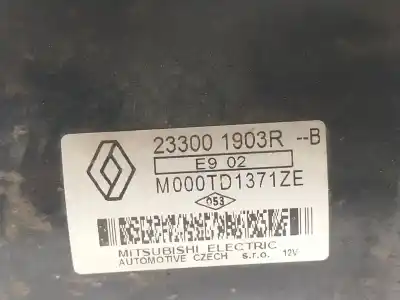 23300 1903R --B
E9 02
M000TD1371ZE
053
MITSUBISHI ELECTRIC
AUTOMOTIVE CZECH s.r.o. 12V